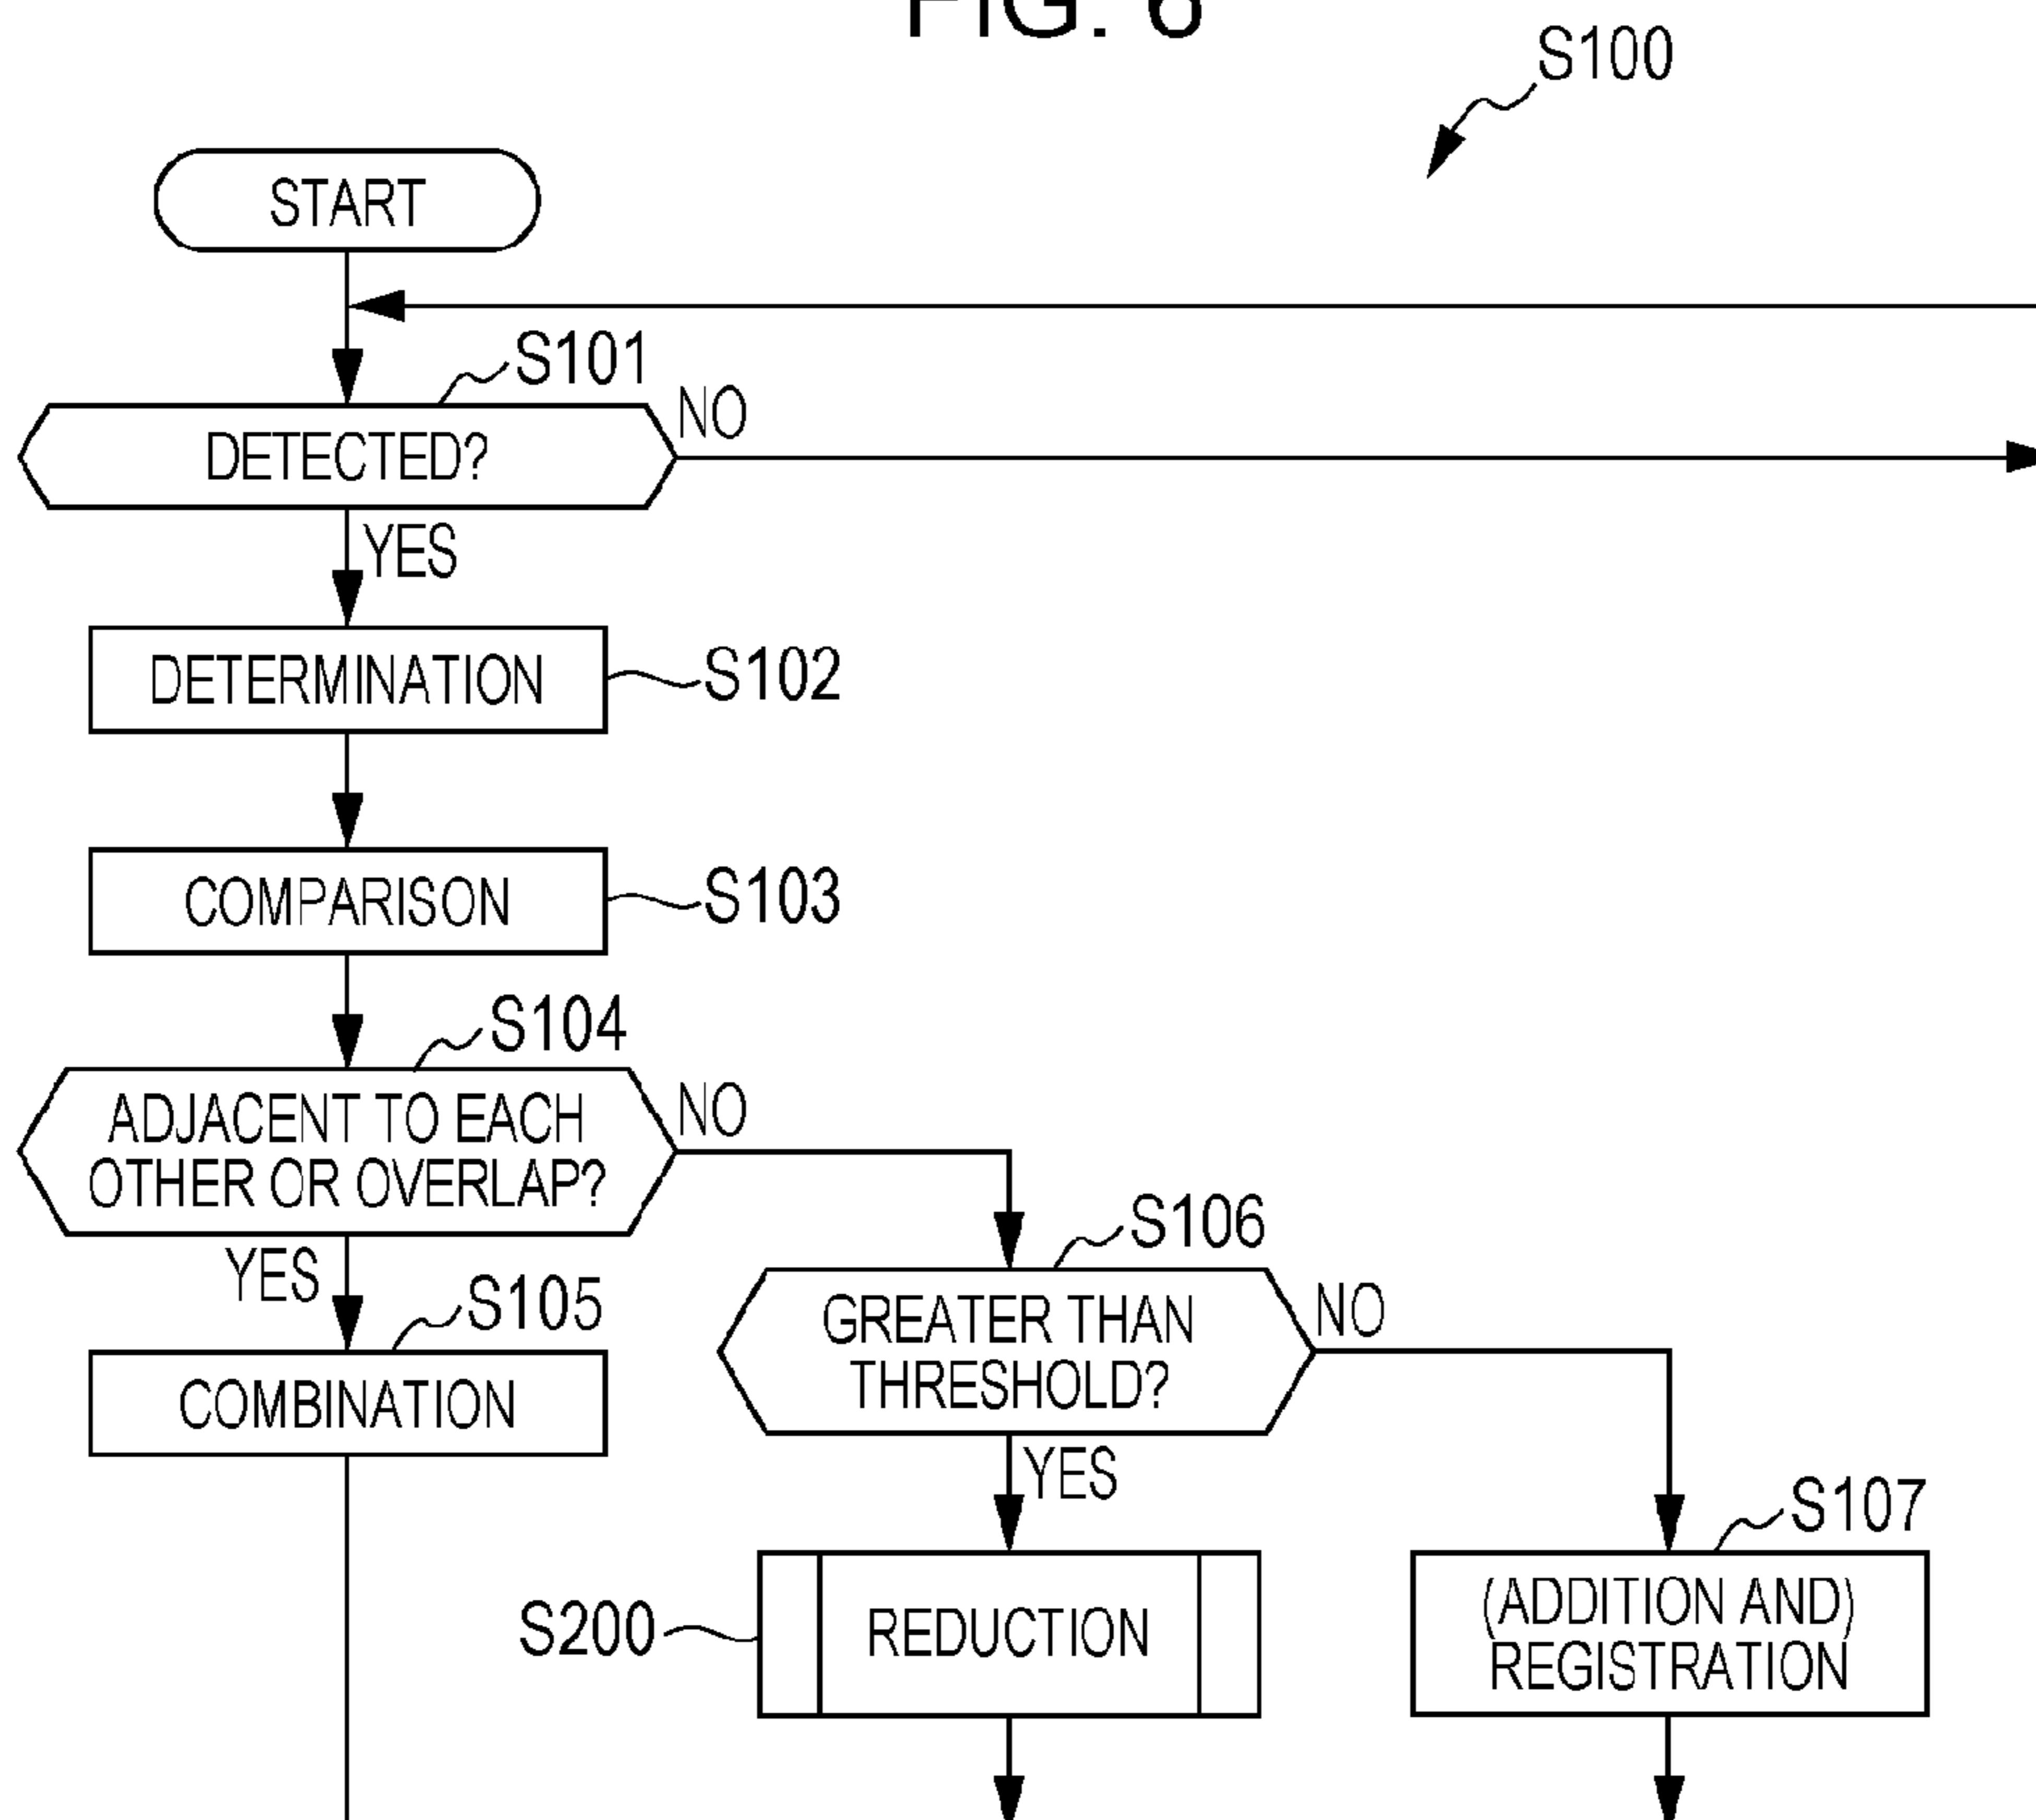 FIG. 6
S100
START
S101
DETECTED?
NO
YES
DETERMINATION
S102
COMPARISON
S103
S104
ADJACENT TO EACH
OTHER OR OVERLAP?
NO
YES
S105
COMBINATION
S106
GREATER THAN
THRESHOLD?
NO
YES
S200
REDUCTION
S107
(ADDITION AND)
REGISTRATION